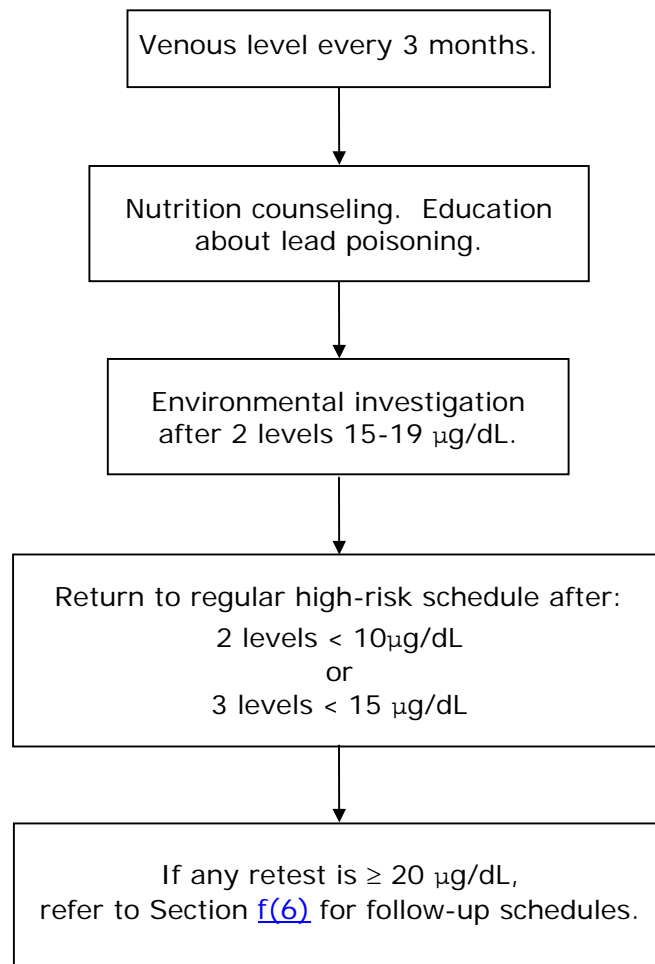 Venous level every 3 months.
Nutrition counseling.  Education
about lead poisoning.
Environmental investigation
after 2 levels 15-19 μg/dL.
Return to regular high-risk schedule after:
2 levels < 10μg/dL
or
3 levels < 15 μg/dL
If any retest is ≥ 20 μg/dL,
refer to Section f(6) for follow-up schedules.